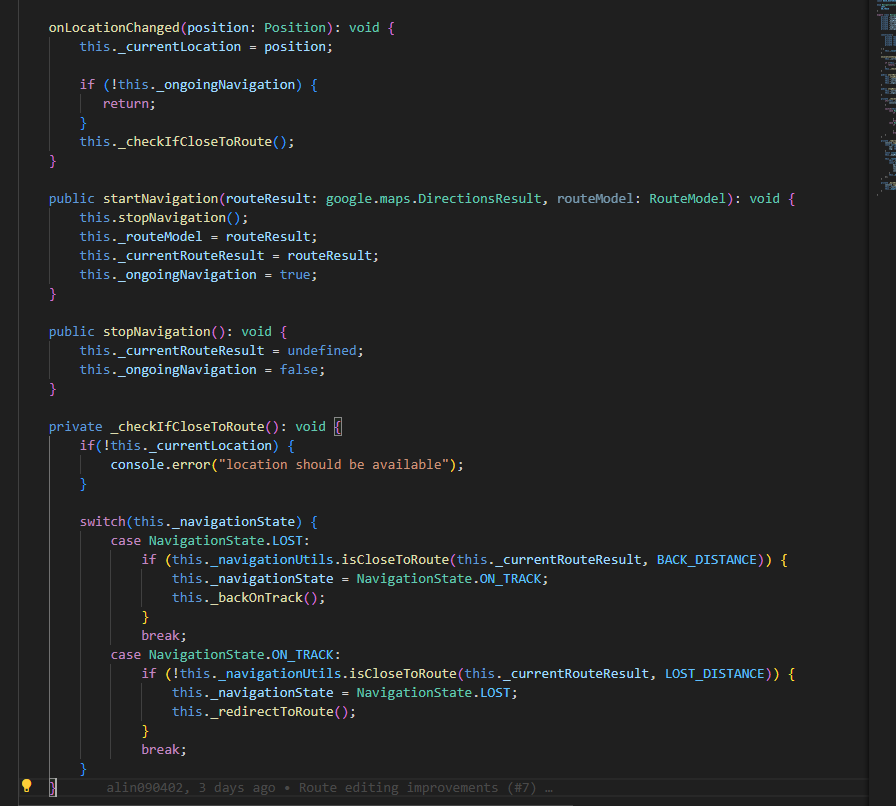 onLocationChanged(position: Position): void {
    this._currentLocation = position;

    if (!this._ongoingNavigation) {
       return;
    }
    this._checkIfCloseToRoute();
}

public startNavigation(routeResult: google.maps.DirectionsResult, routeModel: RouteModel): void {
    this.stopNavigation();
    this._routeModel = routeResult;
    this._currentRouteResult = routeResult;
    this._ongoingNavigation = true;
}

public stopNavigation(): void {
    this._currentRouteResult = undefined;
    this._ongoingNavigation = false;
}

private _checkIfCloseToRoute(): void {
    if(!this._currentLocation) {
        console.error("location should be available");
    }

    switch(this._navigationState) {
        case NavigationState.LOST:
            if (this._navigationUtils.isCloseToRoute(this._currentRouteResult, BACK_DISTANCE)) {
                this._navigationState = NavigationState.ON_TRACK;
                this._backOnTrack();
            }
            break;
        case NavigationState.ON_TRACK:
            if (!this._navigationUtils.isCloseToRoute(this._currentRouteResult, LOST_DISTANCE)) {
                this._navigationState = NavigationState.LOST;
                this._redirectToRoute();
            }
            break;
    }
}       alin090402, 3 days ago • Route editing improvements (#7) …